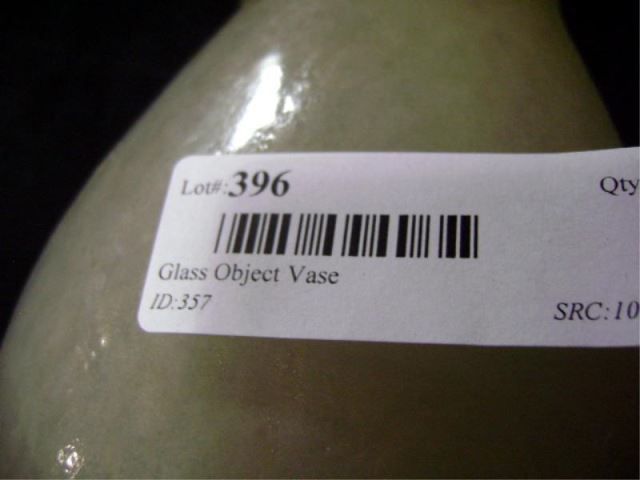 Lot#:396
Qty
Glass Object Vase
ID:357
SRC:10